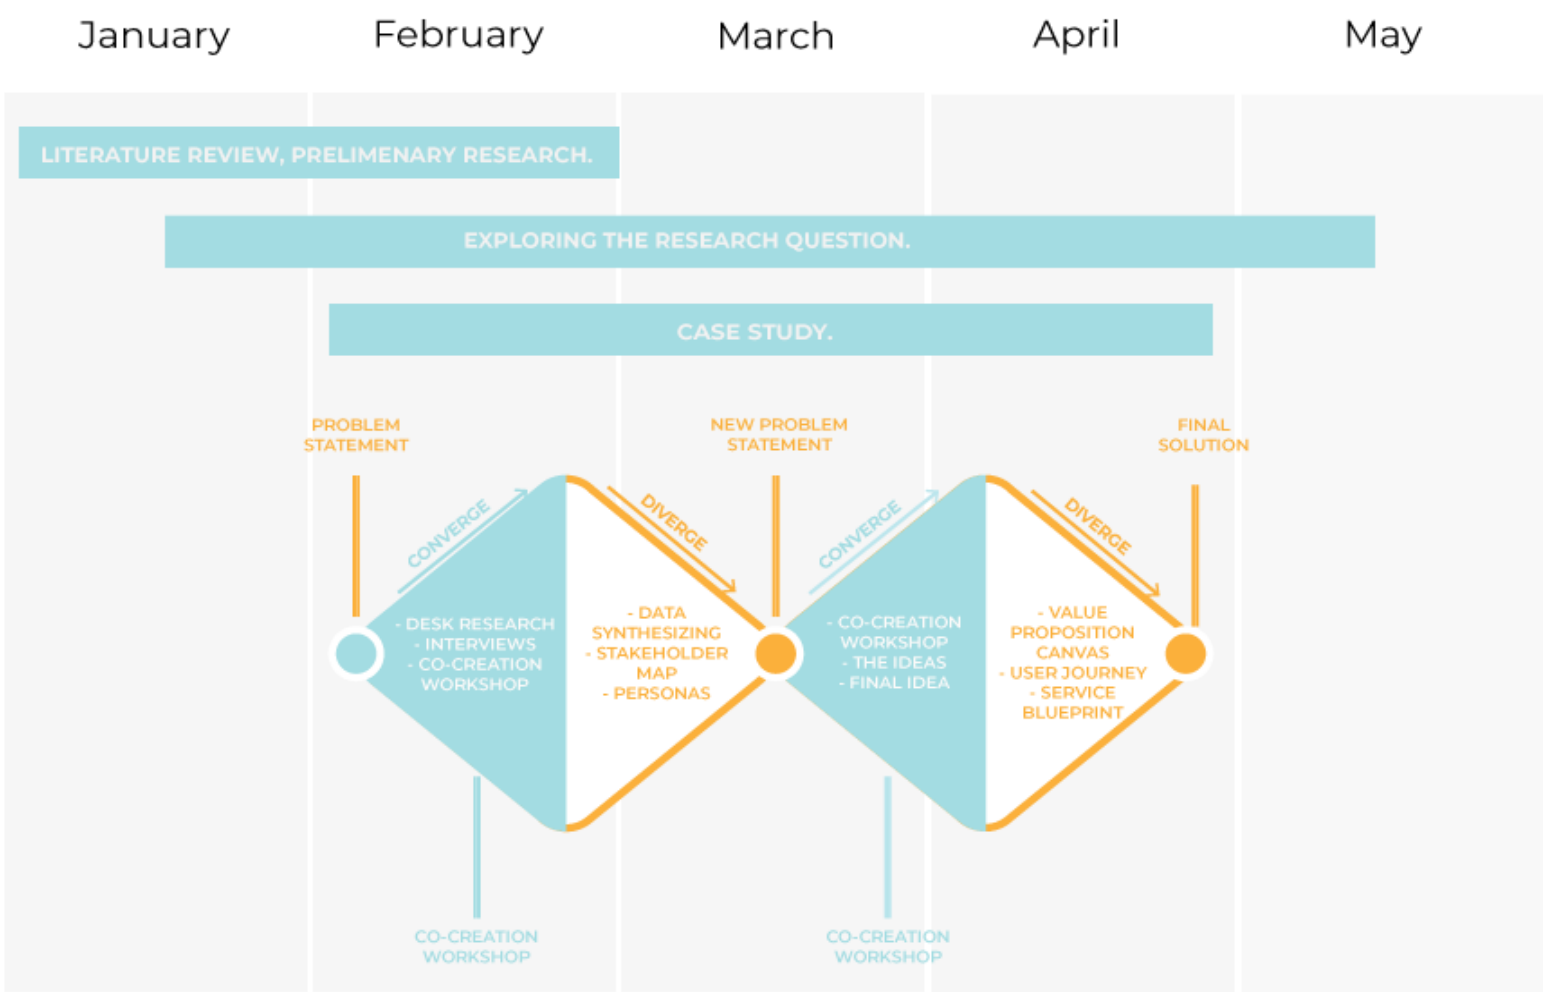 January
February
March
April
May
LITERATURE REVIEW, PRELIMENARY RESEARCH.
EXPLORING THE RESEARCH QUESTION.
CASE STUDY.
PROBLEM
STATEMENT
NEW PROBLEM
STATEMENT
FINAL
SOLUTION
CONVERGE
DIVERGE
CONVERGE
DIVERGE
- DESK RESEARCH
- INTERVIEWS
- CO-CREATION
WORKSHOP
- DATA
SYNTHESIZING
- STAKEHOLDER
MAP
- PERSONAS
- CO-CREATION
WORKSHOP
- THE IDEAS
- FINAL IDEA
- VALUE
PROPOSITION
CANVAS
- USER JOURNEY
- SERVICE
BLUEPRINT
CO-CREATION
WORKSHOP
CO-CREATION
WORKSHOP